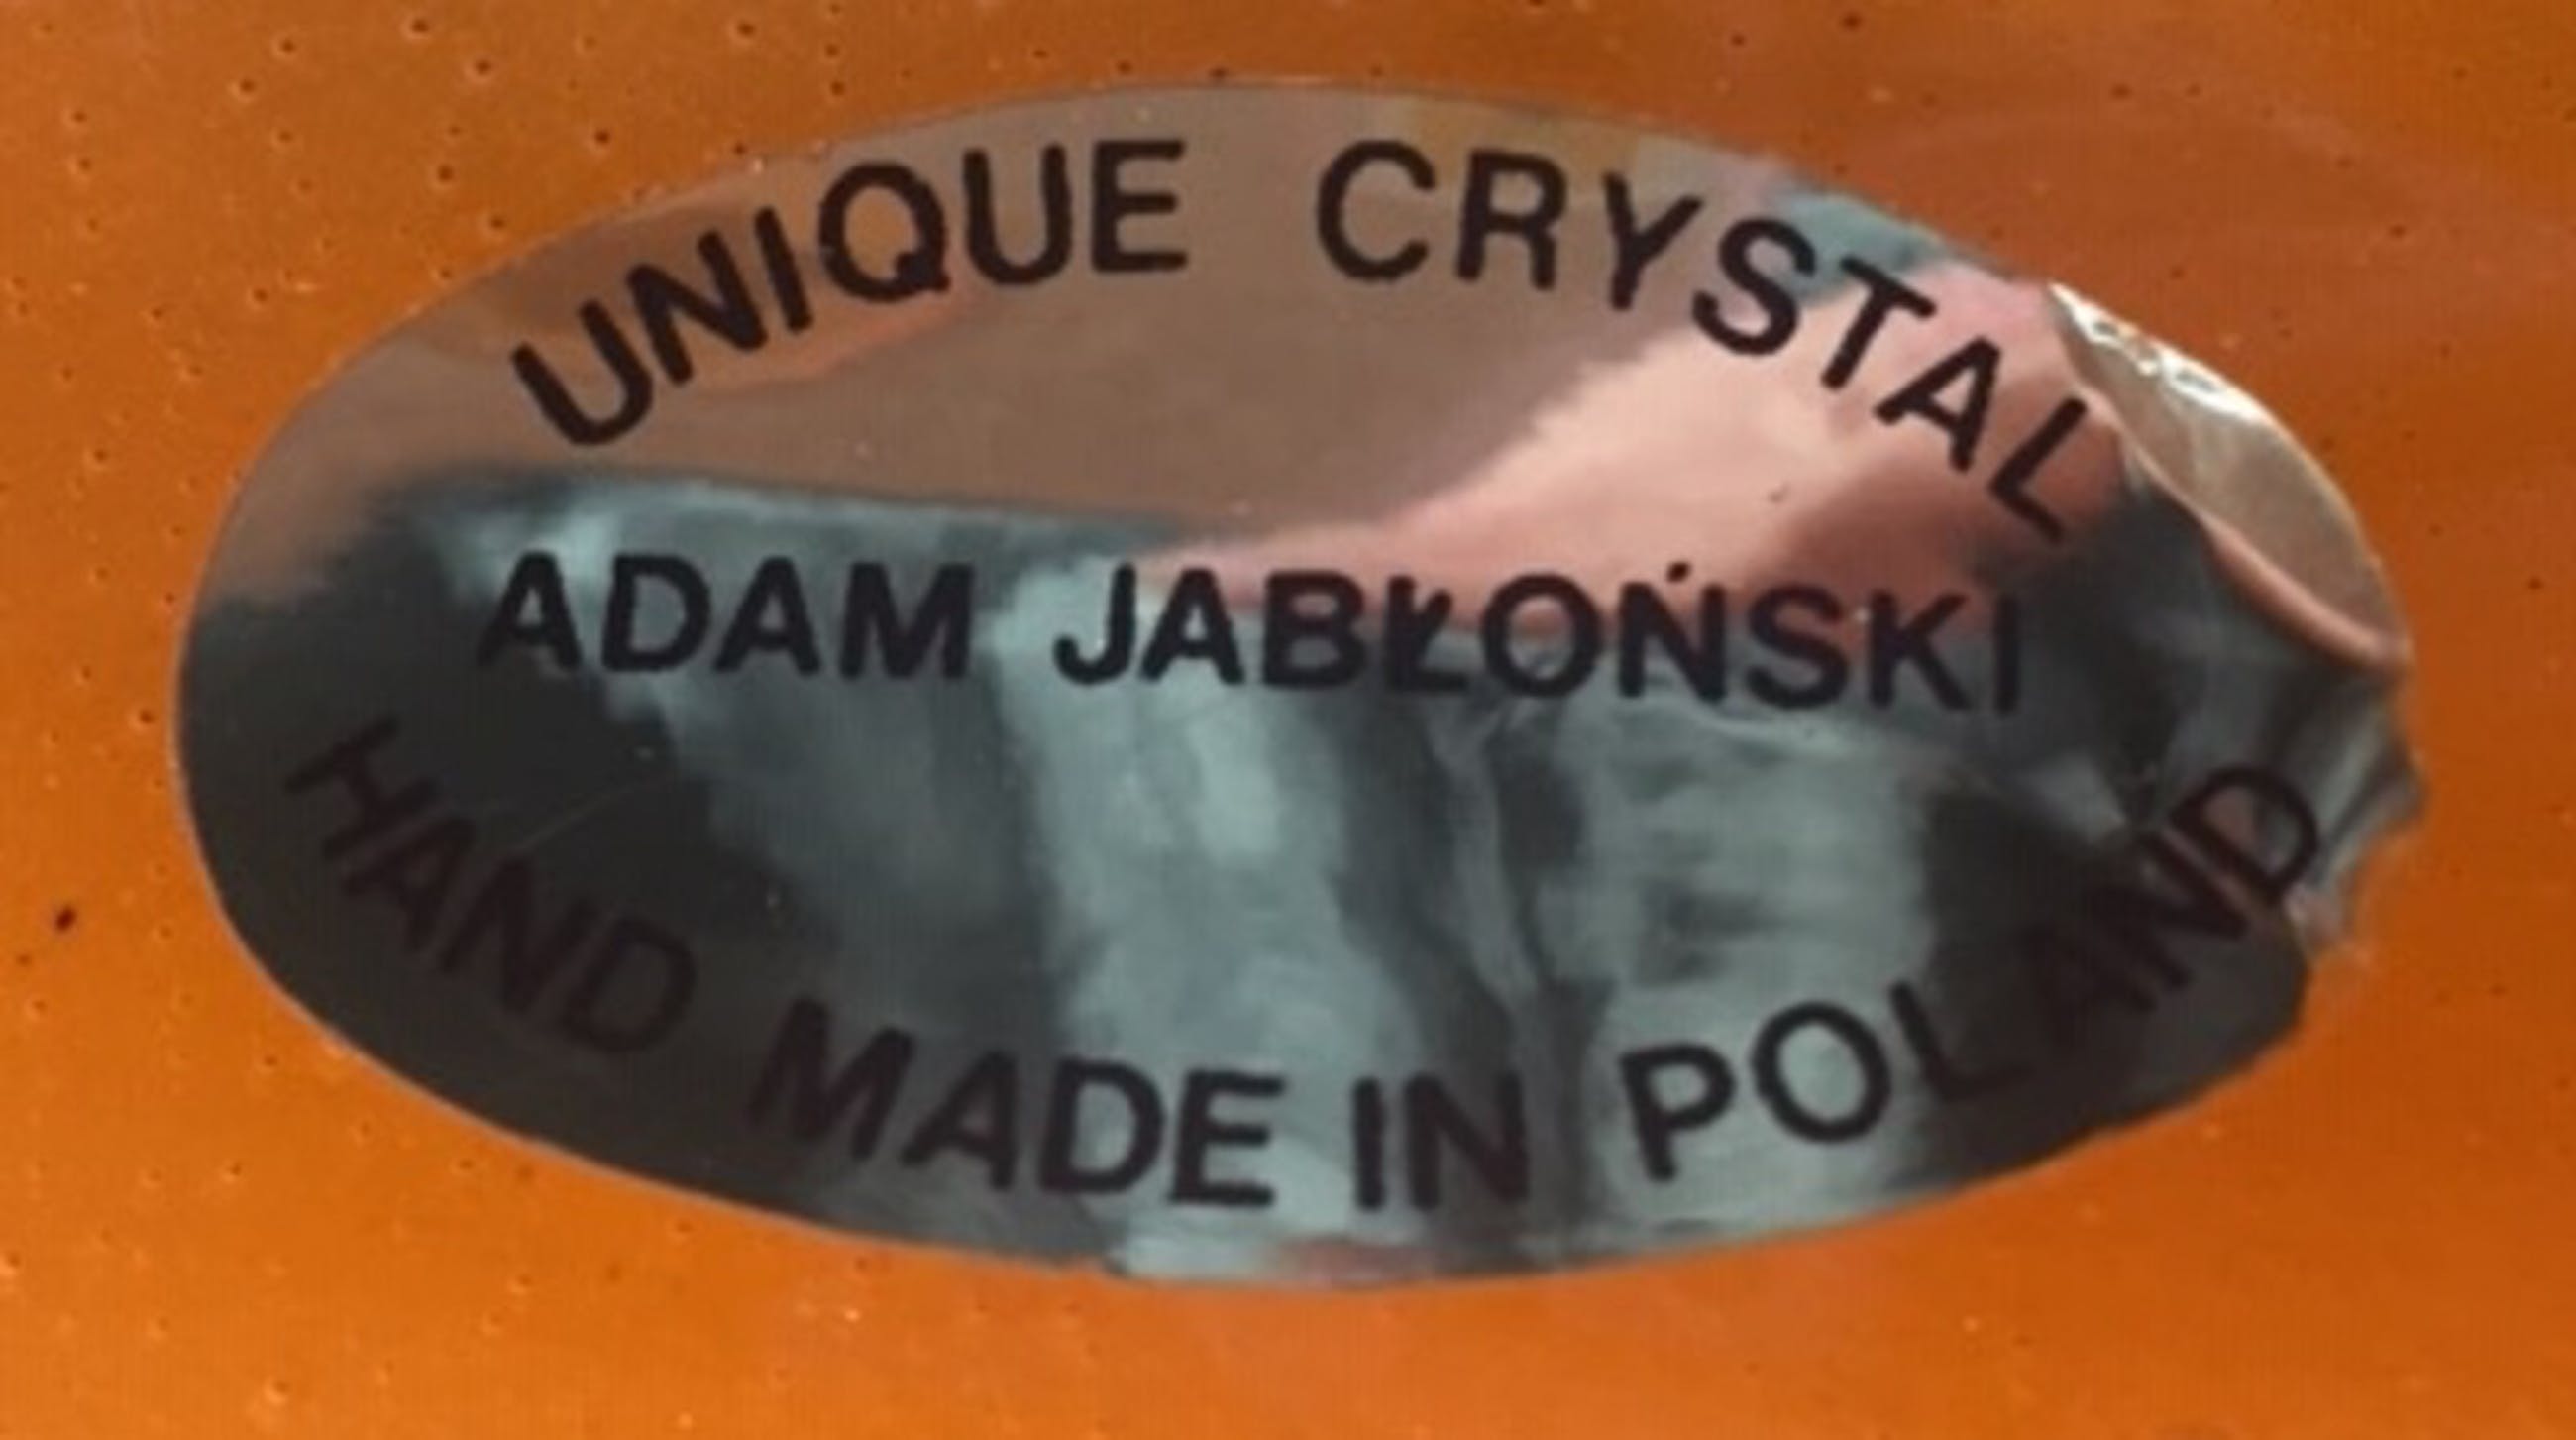 UNIQUE CRYSTAL
ADAM JABŁOŃSKI
HAND MADE IN POLAND